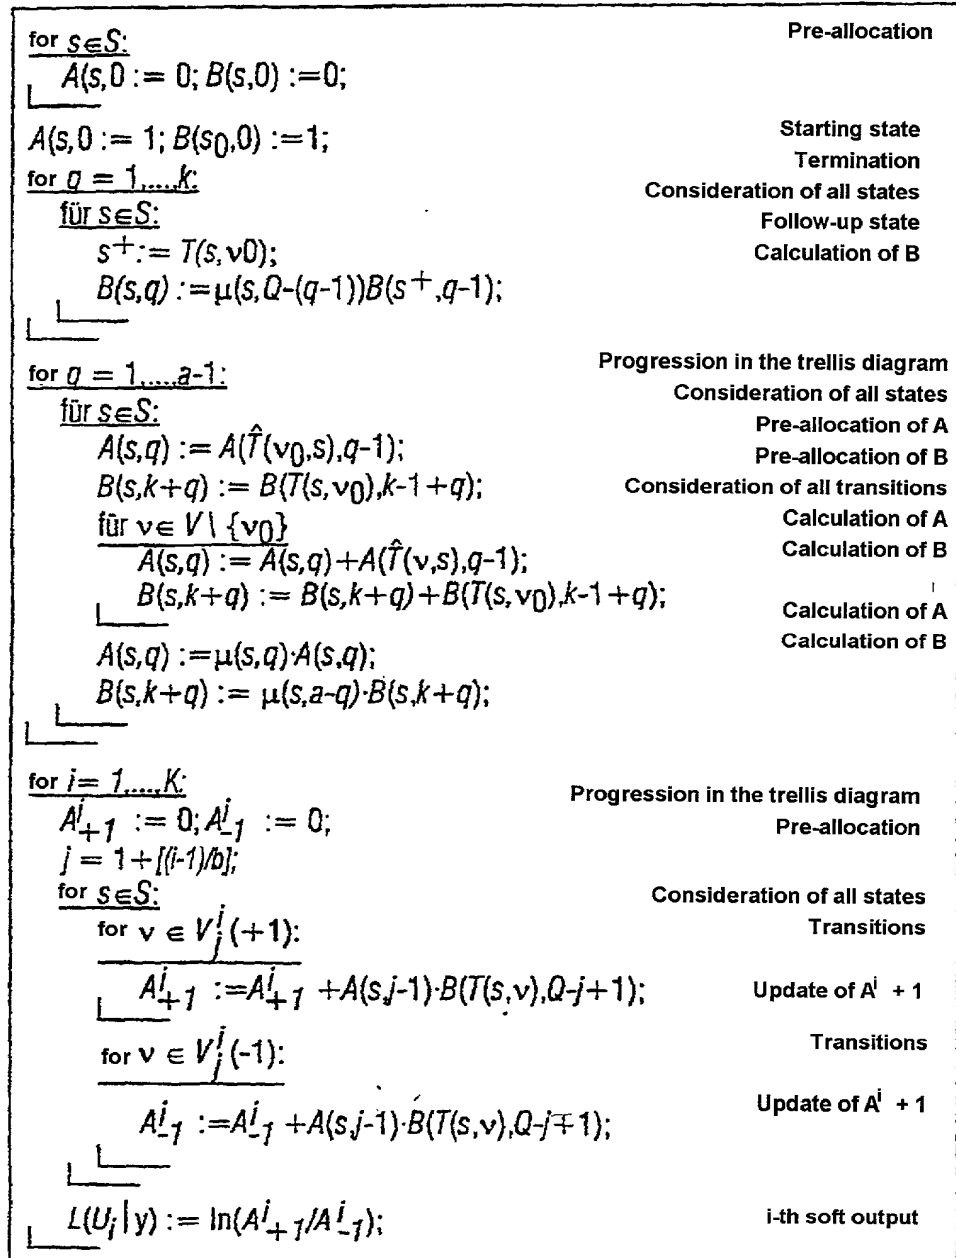 for s∈S: Pre-allocation
A(s,0 := 0; B(s,0) :=0;
A(s,0 := 1; B(s0,0) :=1; Starting state
Termination
for q = 1,...,k: Consideration of all states
für s∈S: Follow-up state
s+:= T(s,ν0); Calculation of B
B(s,q) :=μ(s,Q-(q-1))B(s+,q-1);
Progression in the trellis diagram
for q = 1,...,a-1: Consideration of all states
für s∈S: Pre-allocation of A
A(s,q) := A(T̂(ν0,s),q-1); Pre-allocation of B
B(s,k+q) := B(T(s,ν0),k-1+q); Consideration of all transitions
für ν∈ V \ {ν0} Calculation of A
A(s,q) := A(s,q)+A(T̂(ν,s),q-1); Calculation of B
B(s,k+q) := B(s,k+q)+B(T(s,ν0),k-1+q);
Calculation of A
A(s,q) :=μ(s,q)·A(s,q); Calculation of B
B(s,k+q) := μ(s,a-q)·B(s,k+q);
for i= 1,...,K: Progression in the trellis diagram
A^i_+1 := 0; A^i_-1 := 0; Pre-allocation
j = 1+[(i-1)/b];
for s∈S: Consideration of all states
for ν ∈ V^i_j(+1): Transitions
A^i_+1 :=A^i_+1 +A(s,j-1)·B(T(s,ν),Q-j+1); Update of A^i + 1
for ν ∈ V^i_j(-1): Transitions
A^i_-1 :=A^i_-1 +A(s,j-1)·B(T(s,ν),Q-j+1); Update of A^i + 1
L(U_i|y) := ln(A^i_+1/A^i_-1); i-th soft output